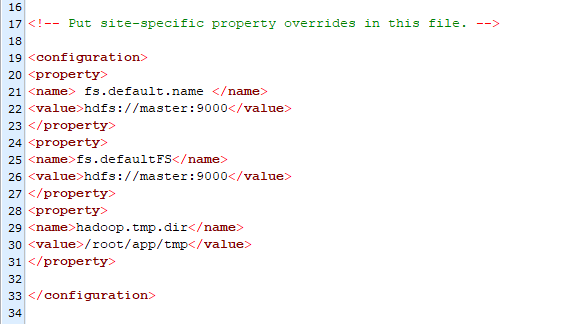 16
17 <!-- Put site-specific property overrides in this file. -->
18
19 <configuration>
20 <property>
21 <name> fs.default.name </name>
22 <value>hdfs://master:9000</value>
23 </property>
24 <property>
25 <name>fs.defaultFS</name>
26 <value>hdfs://master:9000</value>
27 </property>
28 <property>
29 <name>hadoop.tmp.dir</name>
30 <value>/root/app/tmp</value>
31 </property>
32
33 </configuration>
34